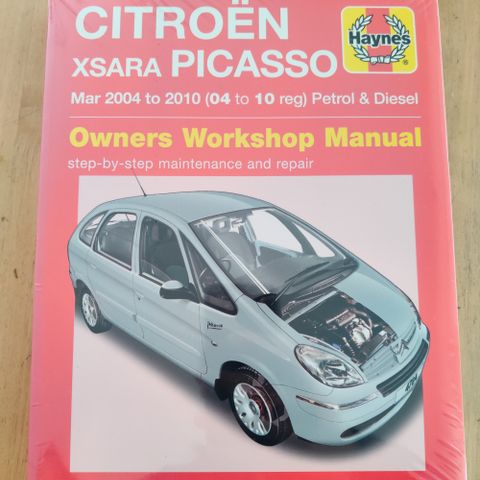 CITROËN
XSARA PICASSO
Haynes
®
Mar 2004 to 2010 (04 to 10 reg) Petrol & Diesel
Owners Workshop Manual
step-by-step maintenance and repair